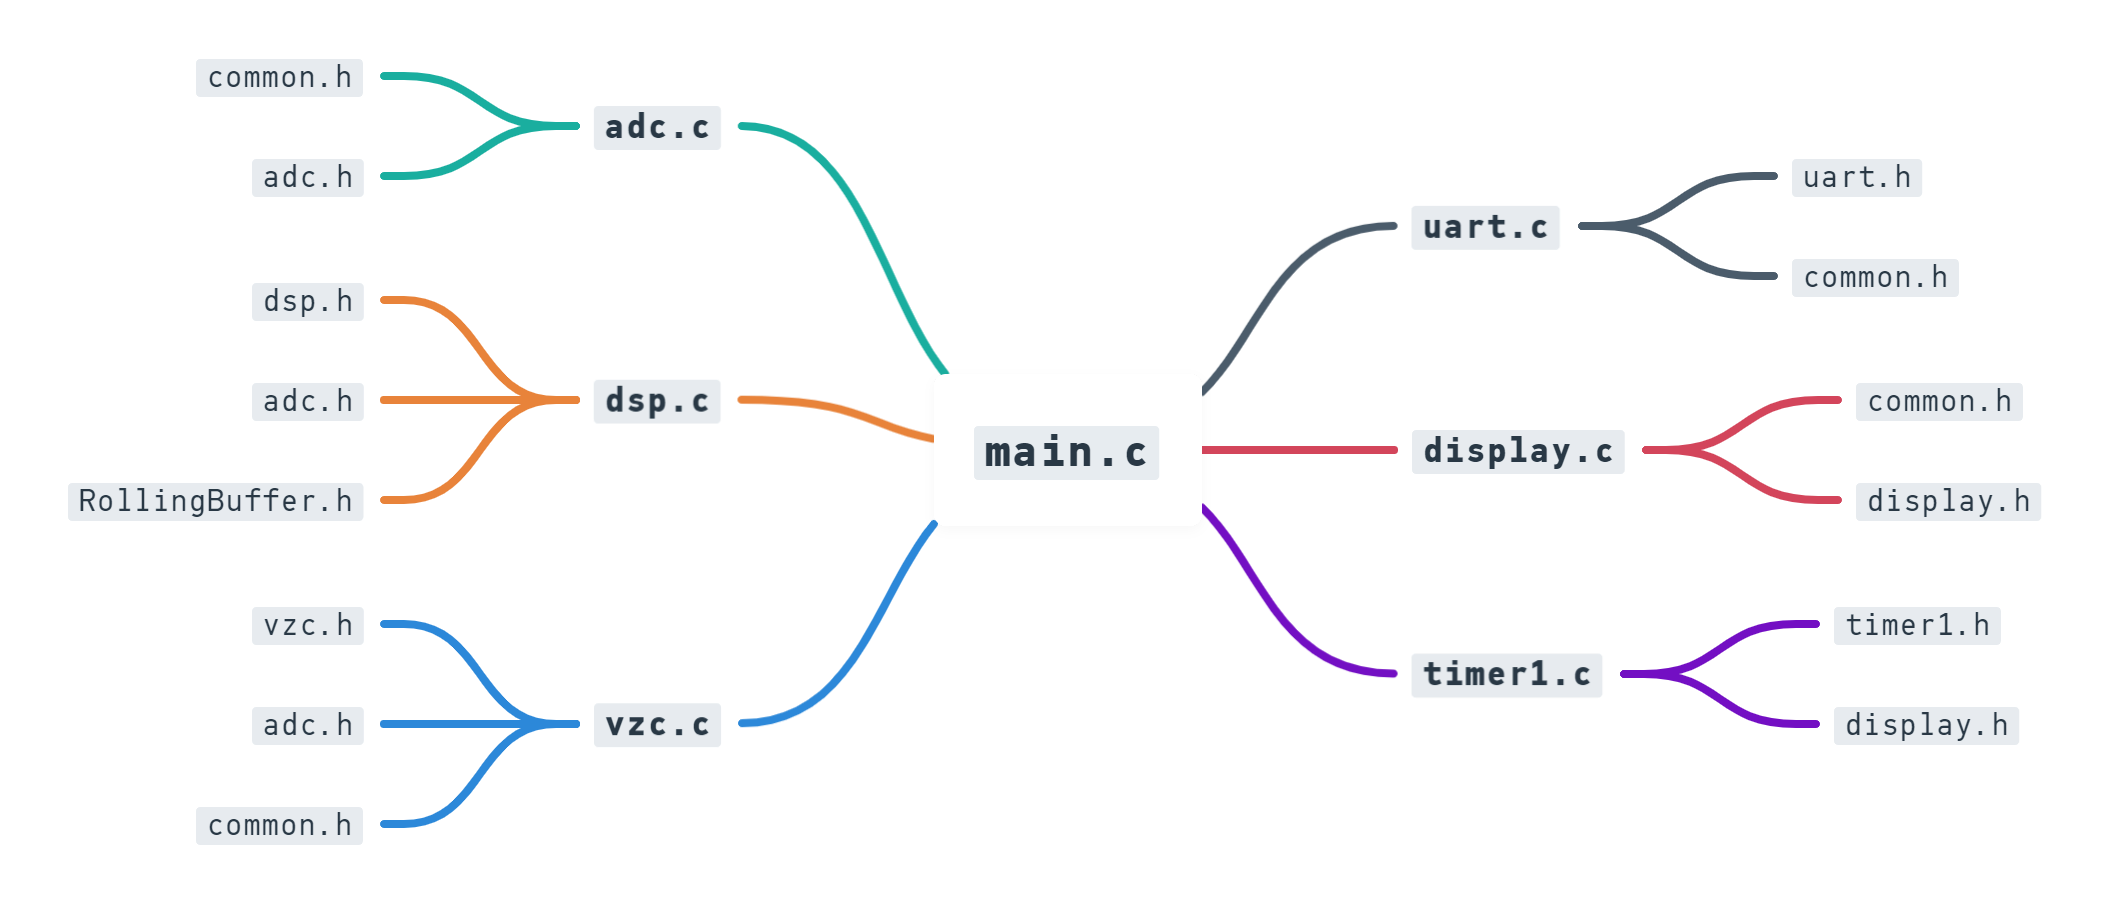 main.c
adc.c
common.h
adc.h
dsp.c
dsp.h
adc.h
RollingBuffer.h
vzc.c
vzc.h
adc.h
common.h
uart.c
uart.h
common.h
display.c
common.h
display.h
timer1.c
timer1.h
display.h